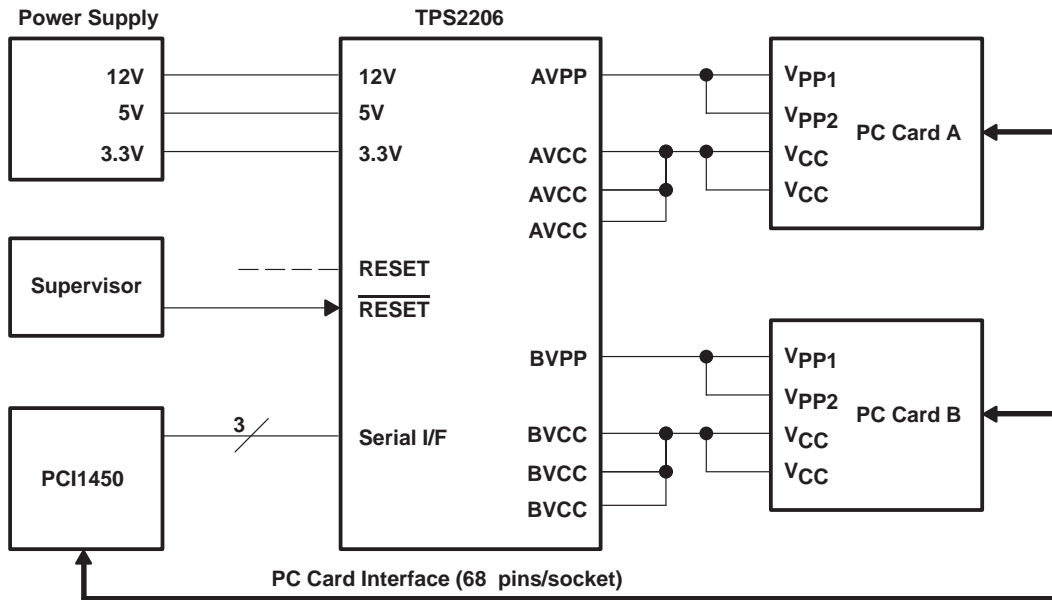 Power Supply
12V
5V
3.3V
Supervisor
PCI1450
3
TPS2206
12V
5V
3.3V
RESET
RESET
Serial I/F
AVPP
AVCC
AVCC
AVCC
BVPP
BVCC
BVCC
BVCC
VPP1
VPP2
VCC
VCC
PC Card A
VPP1
VPP2
VCC
VCC
PC Card B
PC Card Interface (68 pins/socket)